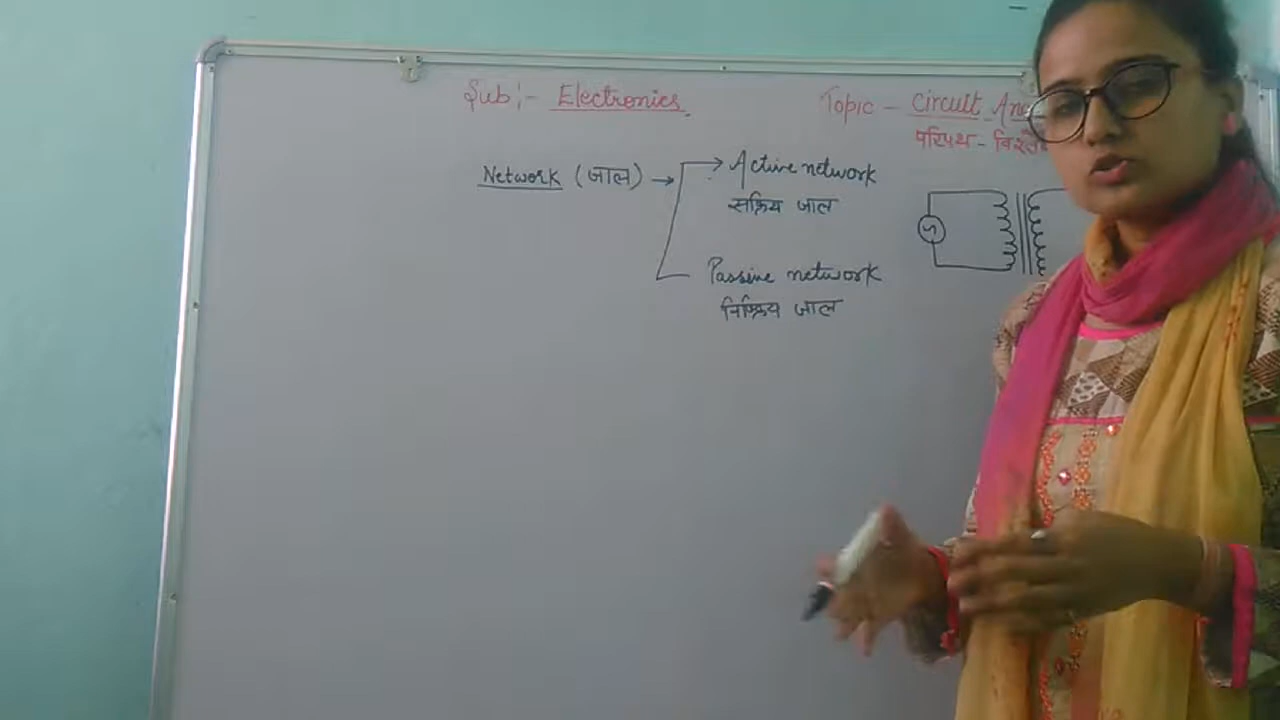 Sub:- Electronics
Topic - Circuit An
परिपथ - विश्ले
Network (जाल) → Active network
सक्रिय जाल
Passive network
निष्क्रिय जाल